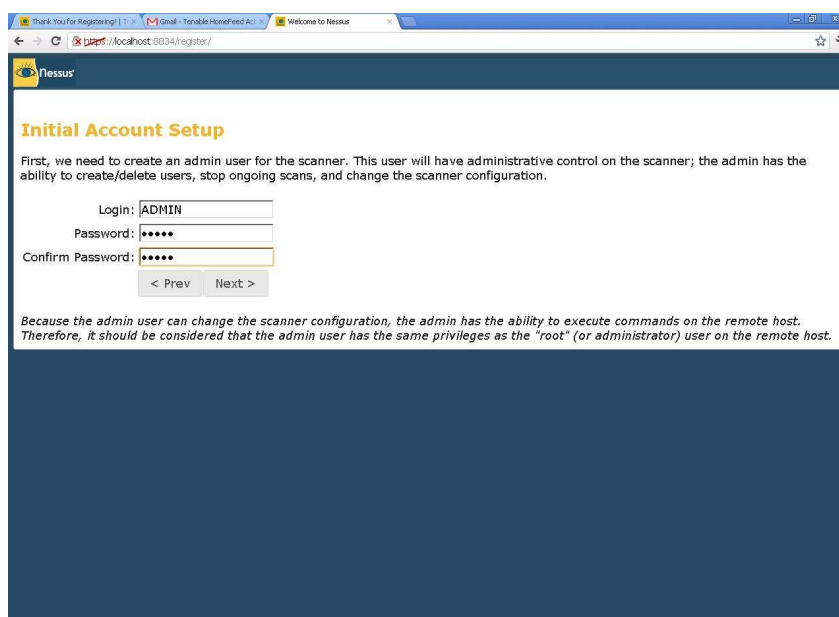 Thank You for Registering! | T
Gmail - Tenable HomeFeed Act
Welcome to Nessus
https://localhost:8834/register/
Nessus
Initial Account Setup
First, we need to create an admin user for the scanner. This user will have administrative control on the scanner; the admin has the
ability to create/delete users, stop ongoing scans, and change the scanner configuration.
Login: ADMIN
Password: •••••
Confirm Password: •••••
< Prev Next >
Because the admin user can change the scanner configuration, the admin has the ability to execute commands on the remote host.
Therefore, it should be considered that the admin user has the same privileges as the "root" (or administrator) user on the remote host.